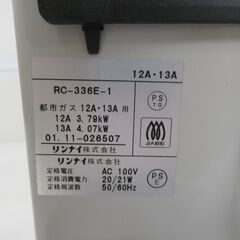 12A・13A
RC-336E-1
都市ガス 12A・13A 用
12A 3.79kW
13A 4.07kW
01.11-026507
リンナイ株式会社
PS
TG
JIA認証
リンナイ株式会社
定格電圧 AC 100V
定格消費電力 20/21W
定格周波数 50/60Hz
PS
E